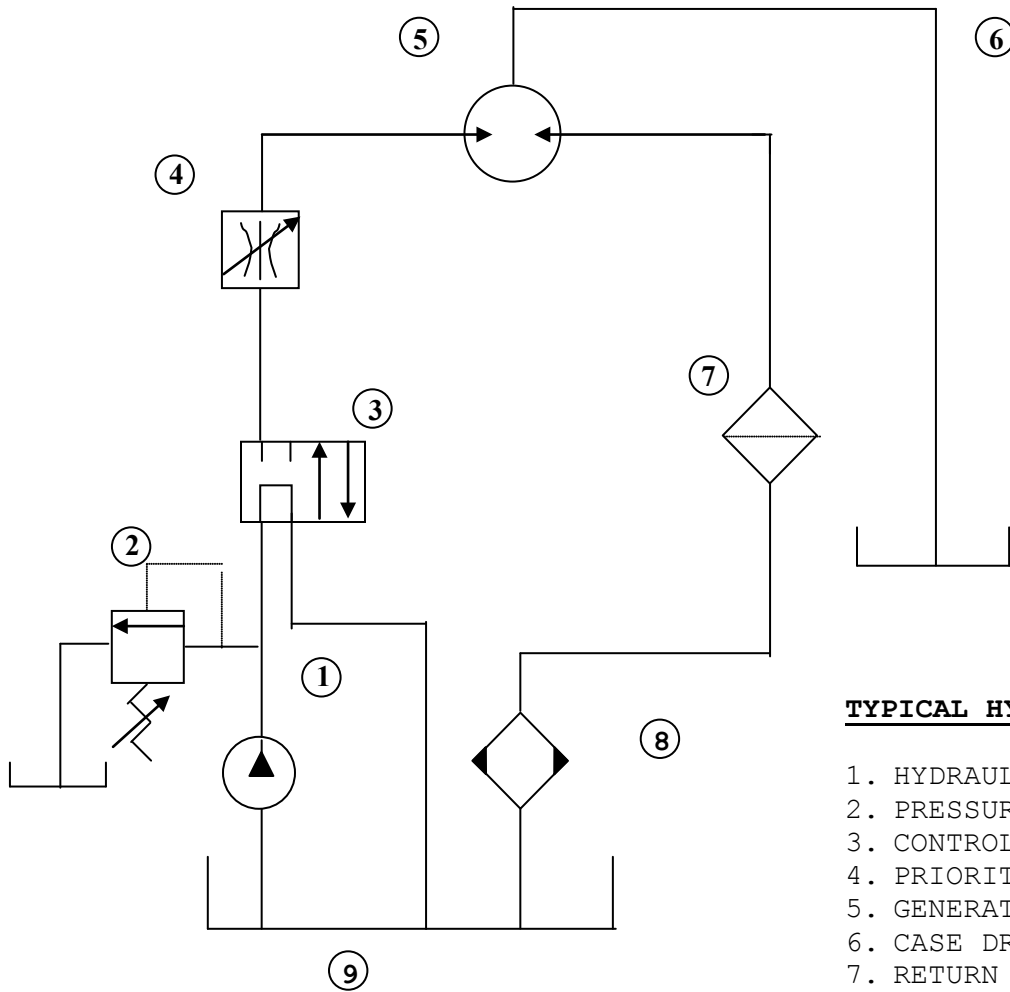 5
6
4
3
7
2
1
8
9
TYPICAL HY
1. HYDRAUL
2. PRESSUR
3. CONTROL
4. PRIORIT
5. GENERAT
6. CASE DR
7. RETURN